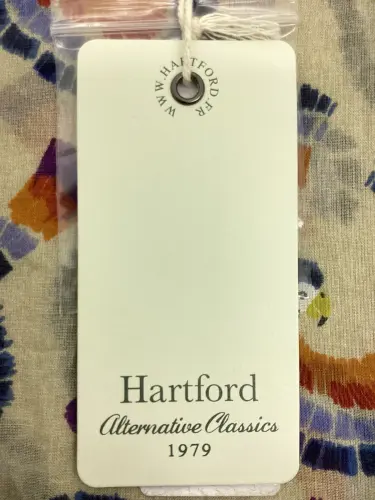 WWW.HARTFORD.FR
Hartford
Alternative Classics
1979